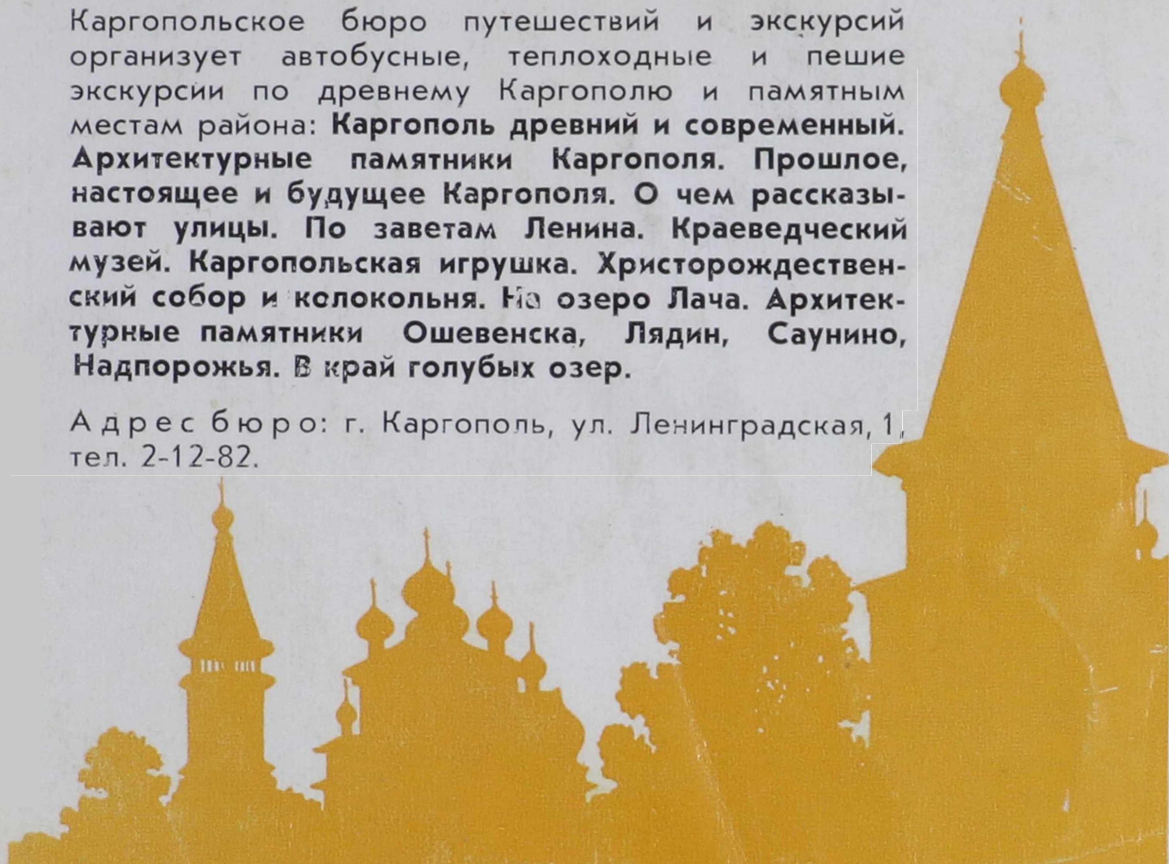 Каргопольское бюро путешествий и экскурсий
организует автобусные, теплоходные и пешие
экскурсии по древнему Каргополю и памятным
местам района: Каргополь древний и современный.
Архитектурные памятники Каргополя. Прошлое,
настоящее и будущее Каргополя. О чем рассказы-
вают улицы. По заветам Ленина. Краеведческий
музей. Каргопольская игрушка. Христорождествен-
ский собор и колокольня. На озеро Лача. Архитек-
турные памятники Ошевенска, Лядин, Саунино,
Надпорожья. В край голубых озер.
Адрес бюро: г. Каргополь, ул. Ленинградская, 1,
тел. 2-12-82.